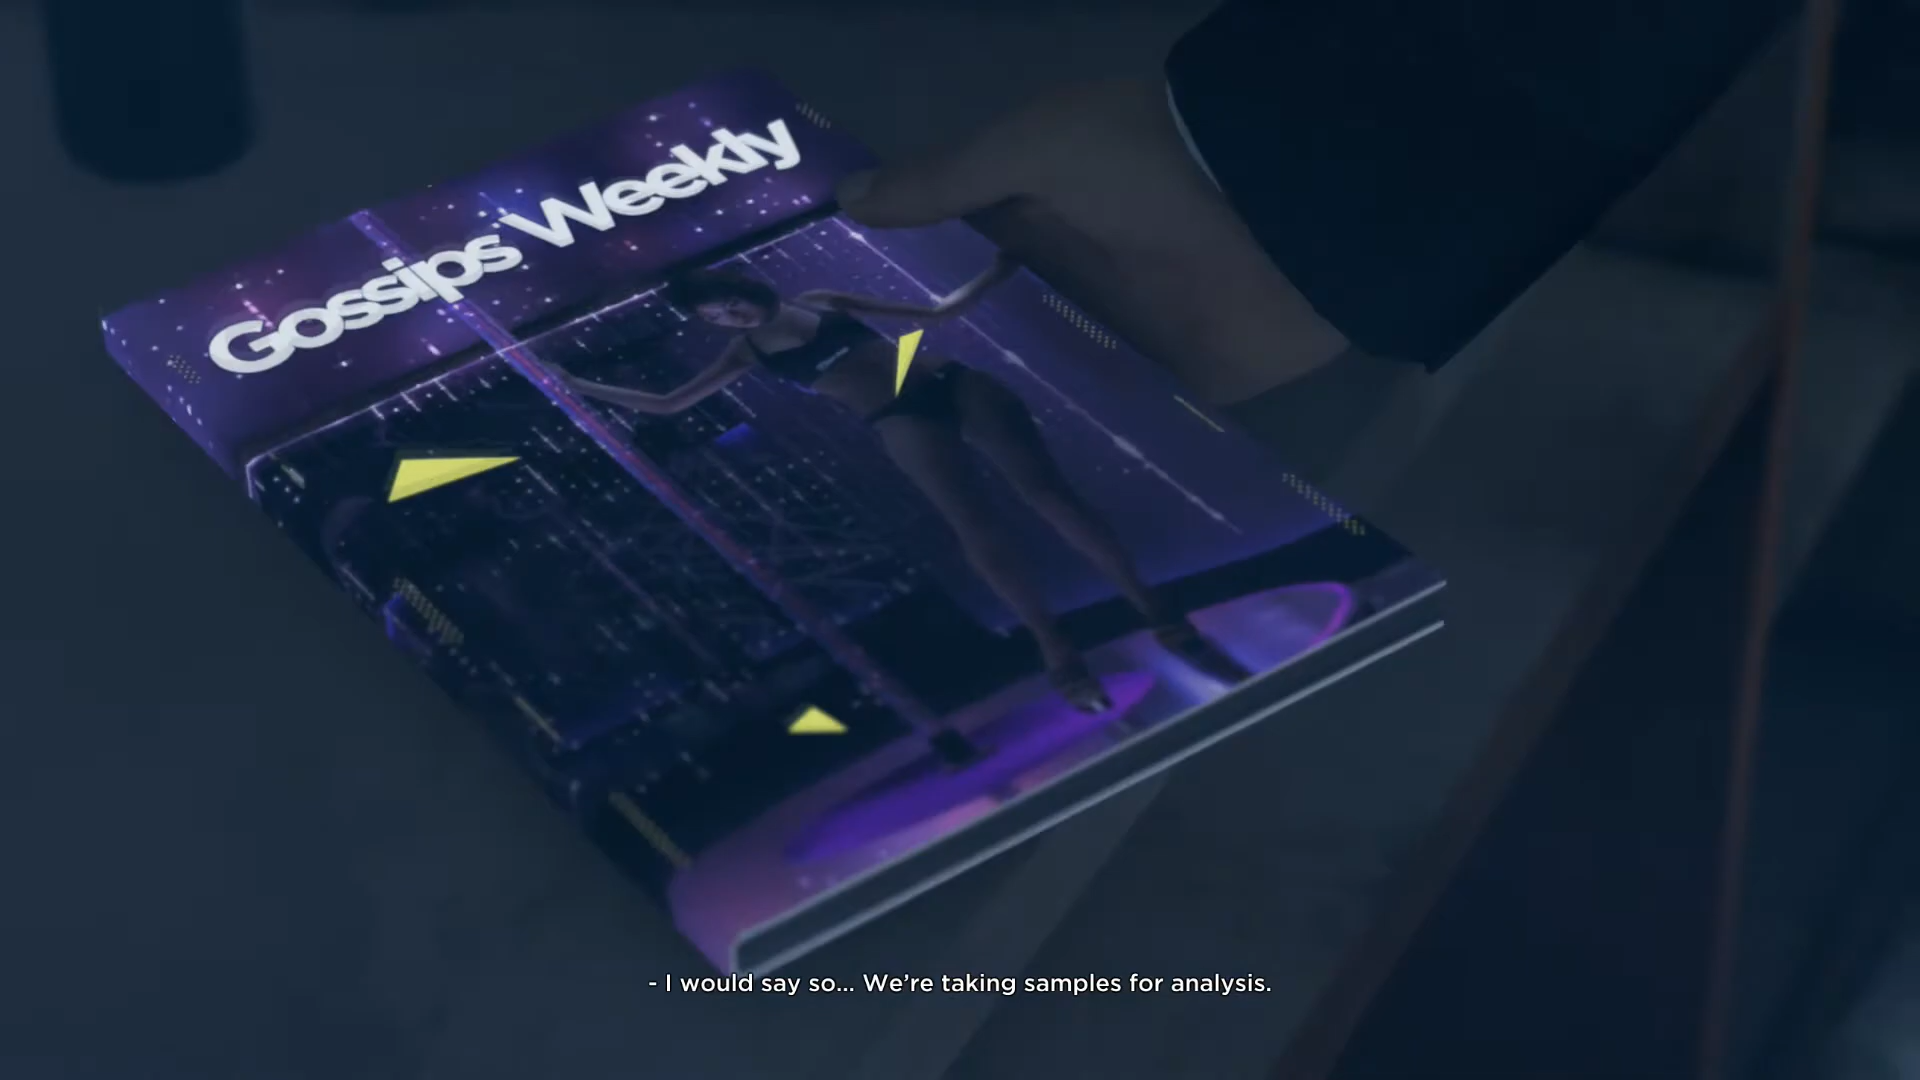 Gossips Weekly
- I would say so... We’re taking samples for analysis.